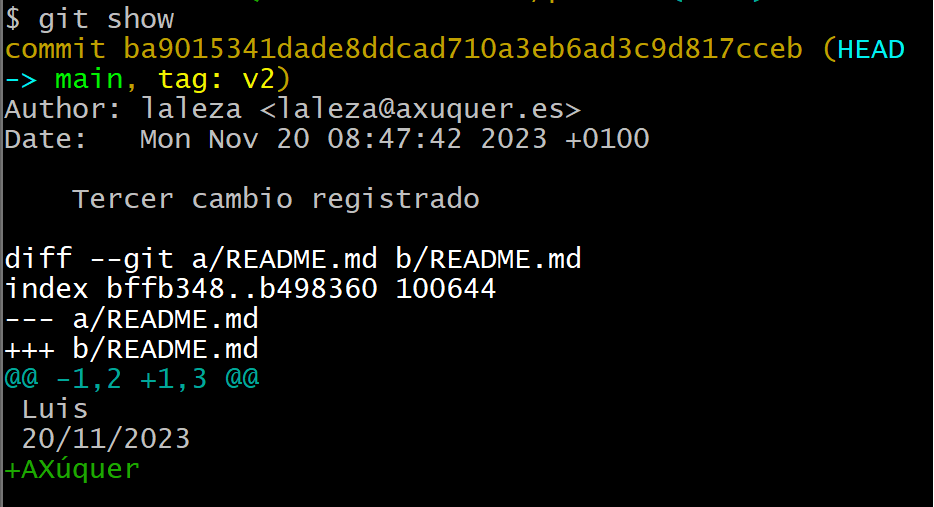 $ git show
commit ba9015341dade8ddcad710a3eb6ad3c9d817cceb (HEAD
-> main, tag: v2)
Author: laleza <laleza@axuquer.es>
Date:   Mon Nov 20 08:47:42 2023 +0100
    Tercer cambio registrado
diff --git a/README.md b/README.md
index bffb348..b498360 100644
--- a/README.md
+++ b/README.md
@@ -1,2 +1,3 @@
 Luis
 20/11/2023
+AXúquer